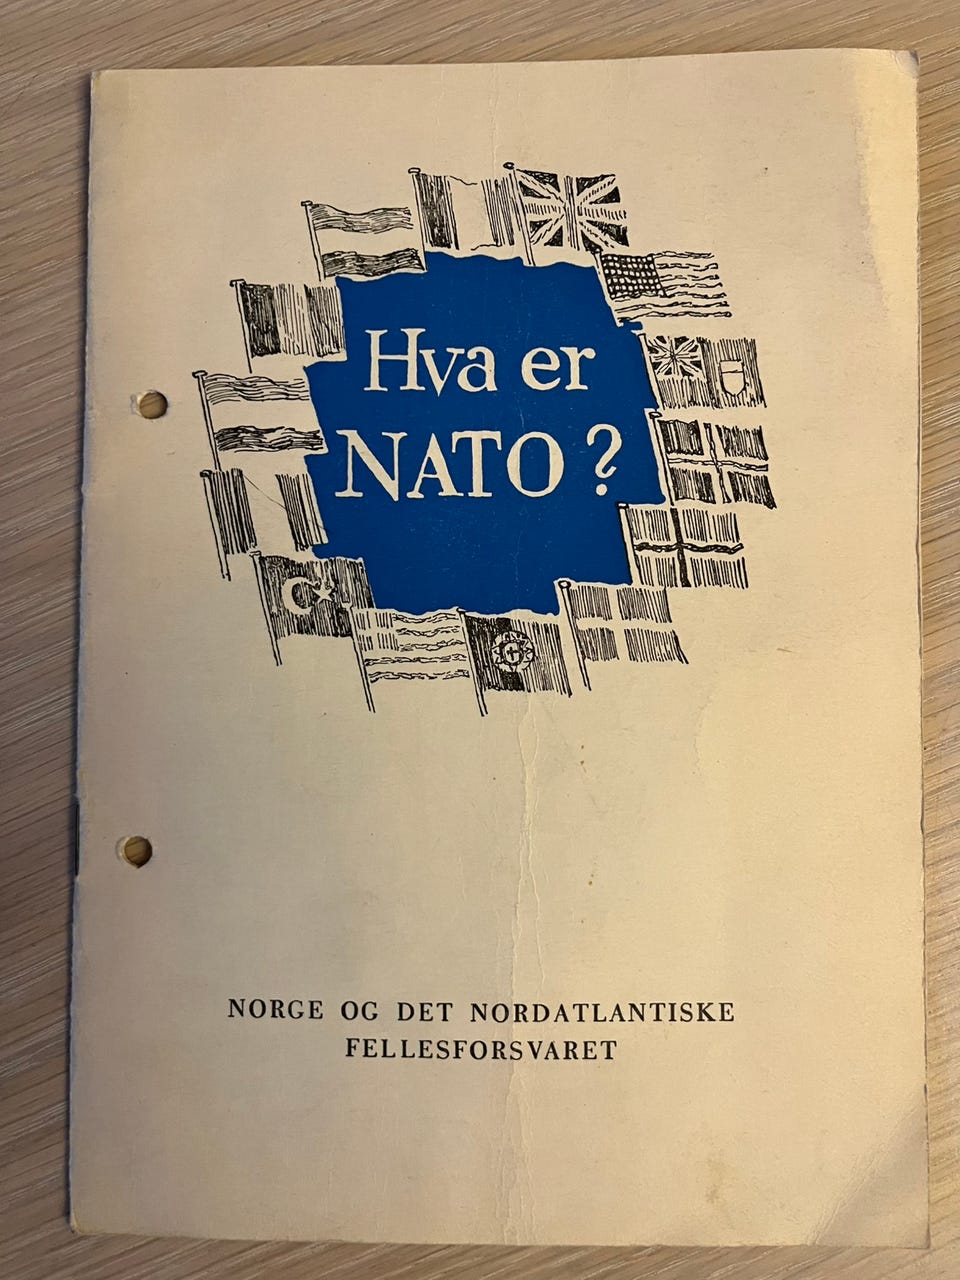 Hva er
NATO ?
NORGE OG DET NORDATLANTISKE
FELLESFORSVARET